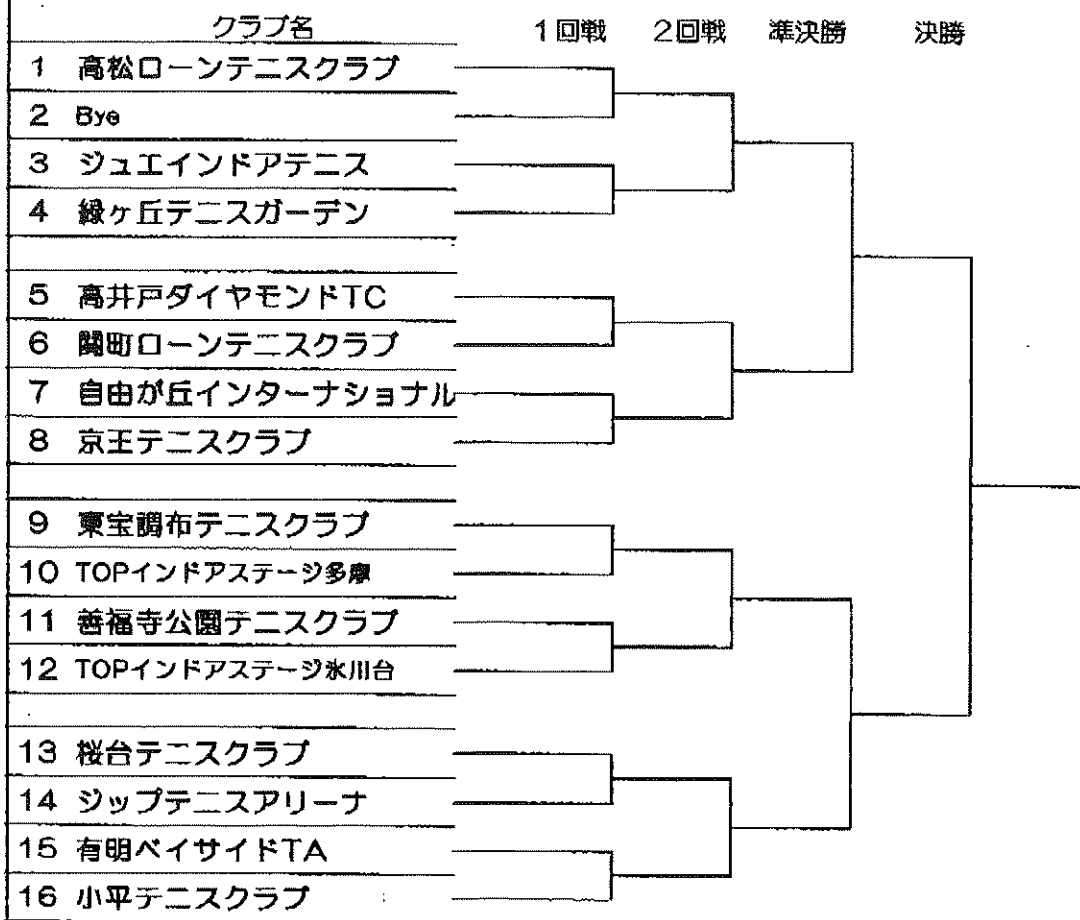 クラブ名 1回戦 2回戦 準決勝 決勝
1 高松ローンテニスクラブ
2 Bye
3 ジュエインドアテニス
4 緑ヶ丘テニスガーデン
5 高井戸ダイヤモンドTC
6 関町ローンテニスクラブ
7 自由が丘インターナショナル
8 京王テニスクラブ
9 東宝調布テニスクラブ
10 TOPインドアステージ多摩
11 善福寺公園テニスクラブ
12 TOPインドアステージ氷川台
13 桜台テニスクラブ
14 ジップテニスアリーナ
15 有明ベイサイドTA
16 小平テニスクラブ